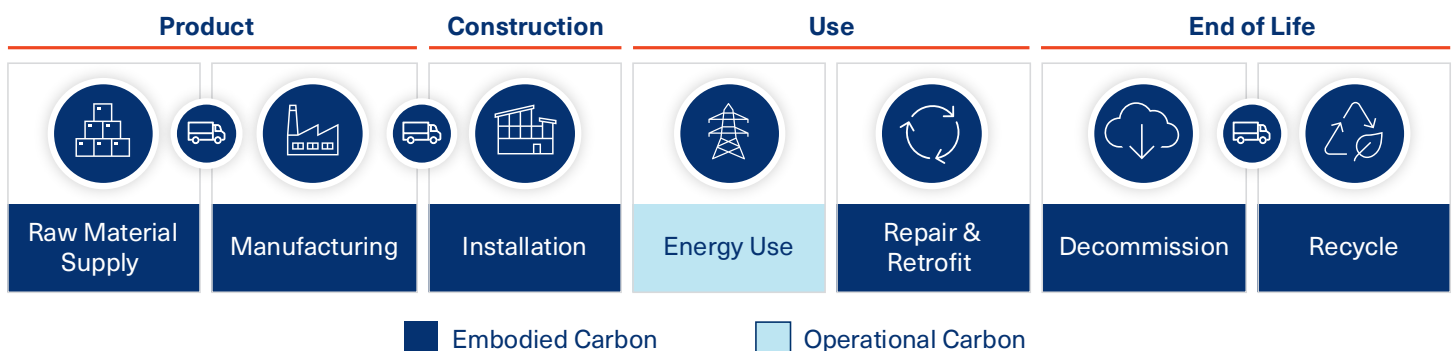 Product
Construction
Use
End of Life
Raw Material
Supply
Manufacturing
Installation
Energy Use
Repair &
Retrofit
Decommission
Recycle
Embodied Carbon
Operational Carbon